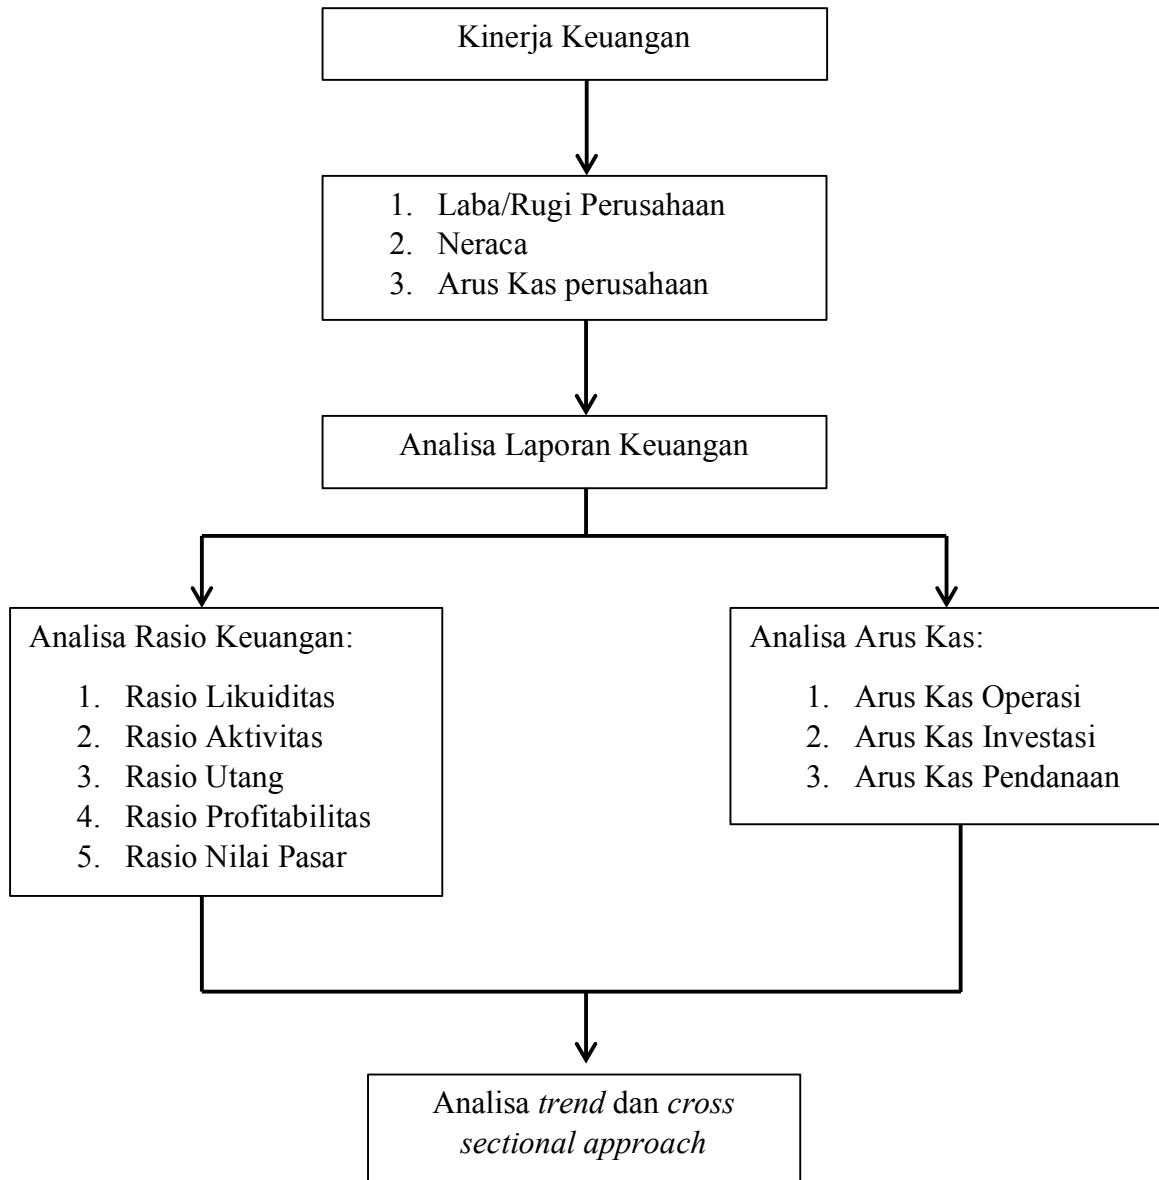 Kinerja Keuangan
1. Laba/Rugi Perusahaan
2. Neraca
3. Arus Kas perusahaan
Analisa Laporan Keuangan
Analisa Rasio Keuangan:
1. Rasio Likuiditas
2. Rasio Aktivitas
3. Rasio Utang
4. Rasio Profitabilitas
5. Rasio Nilai Pasar
Analisa Arus Kas:
1. Arus Kas Operasi
2. Arus Kas Investasi
3. Arus Kas Pendanaan
Analisa trend dan cross
sectional approach